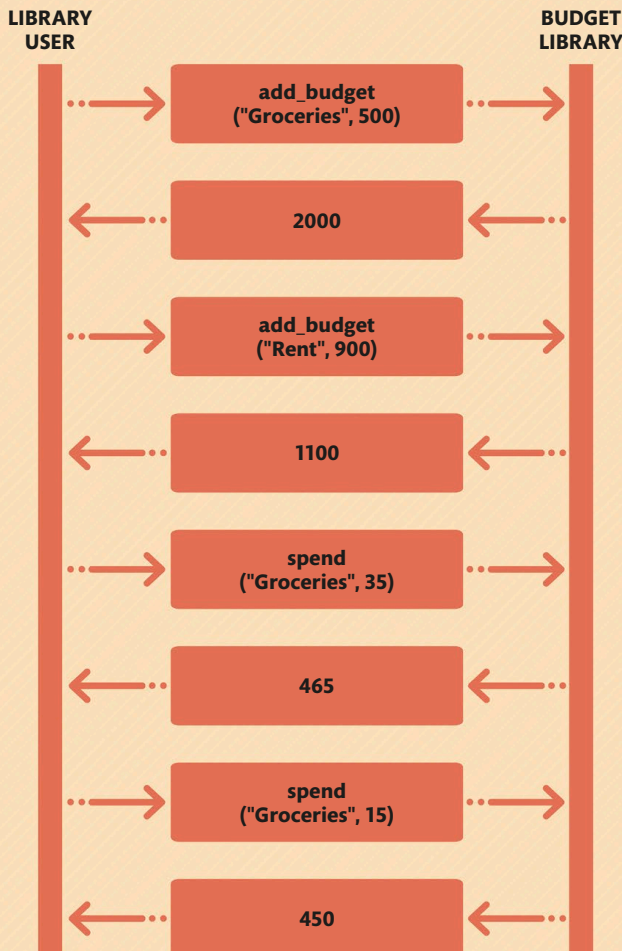 LIBRARY
USER
BUDGET
LIBRARY
add_budget
("Groceries", 500)
2000
add_budget
("Rent", 900)
1100
spend
("Groceries", 35)
465
spend
("Groceries", 15)
450